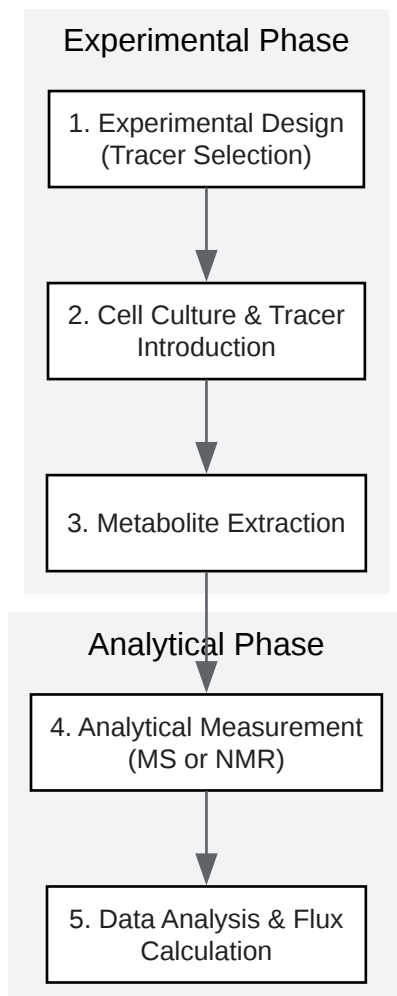 Experimental Phase
1. Experimental Design
(Tracer Selection)
2. Cell Culture & Tracer
Introduction
3. Metabolite Extraction
Analytical Phase
4. Analytical Measurement
(MS or NMR)
5. Data Analysis & Flux
Calculation